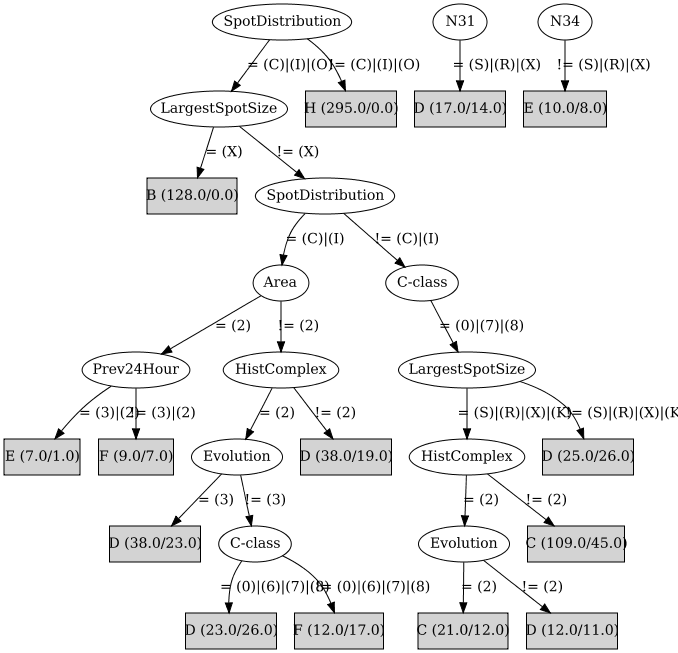 SpotDistribution
N31
N34
= (C)|(I)|(O)
!= (C)|(I)|(O)
= (S)|(R)|(X)
!= (S)|(R)|(X)
LargestSpotSize
H (295.0/0.0)
D (17.0/14.0)
E (10.0/8.0)
= (X)
!= (X)
B (128.0/0.0)
SpotDistribution
= (C)|(I)
!= (C)|(I)
Area
C-class
= (2)
!= (2)
= (0)|(7)|(8)
Prev24Hour
HistComplex
LargestSpotSize
= (3)|(2)
!= (3)|(2)
= (2)
!= (2)
= (S)|(R)|(X)|(K)
!= (S)|(R)|(X)|(K
E (7.0/1.0)
F (9.0/7.0)
Evolution
D (38.0/19.0)
HistComplex
D (25.0/26.0)
= (3)
!= (3)
= (2)
!= (2)
D (38.0/23.0)
C-class
Evolution
C (109.0/45.0)
= (0)|(6)|(7)|(8)
!= (0)|(6)|(7)|(8)
= (2)
!= (2)
D (23.0/26.0)
F (12.0/17.0)
C (21.0/12.0)
D (12.0/11.0)